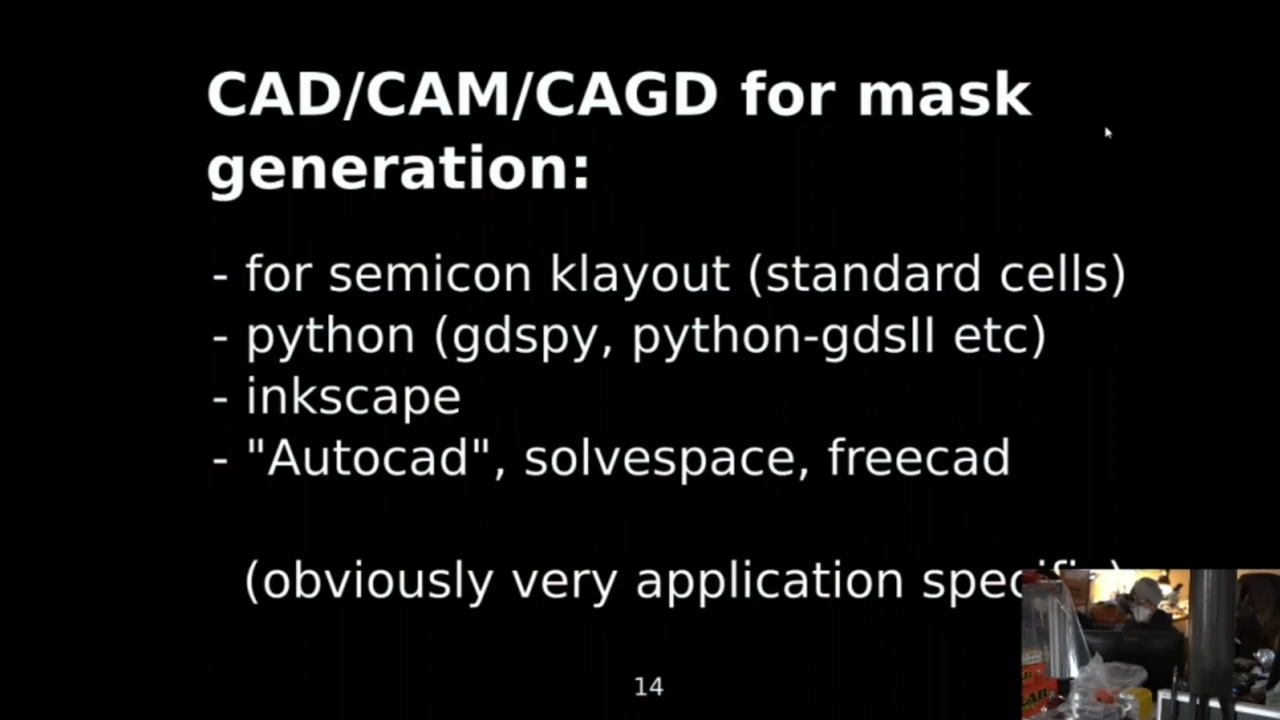 CAD/CAM/CAGD for mask
generation:
- for semicon klayout (standard cells)
- python (gdspy, python-gdsII etc)
- inkscape
- "Autocad", solvespace, freecad
(obviously very application specific)
14